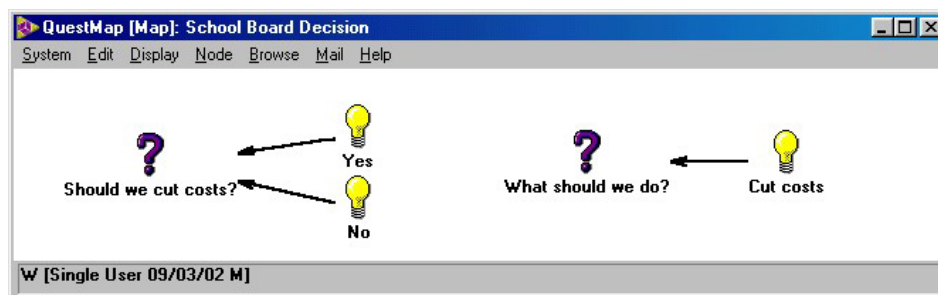 QuestMap [Map]: School Board Decision
System Edit Display Node Browse Mail Help
Should we cut costs?
Yes
No
What should we do?
Cut costs
W [Single User 09/03/02 M]